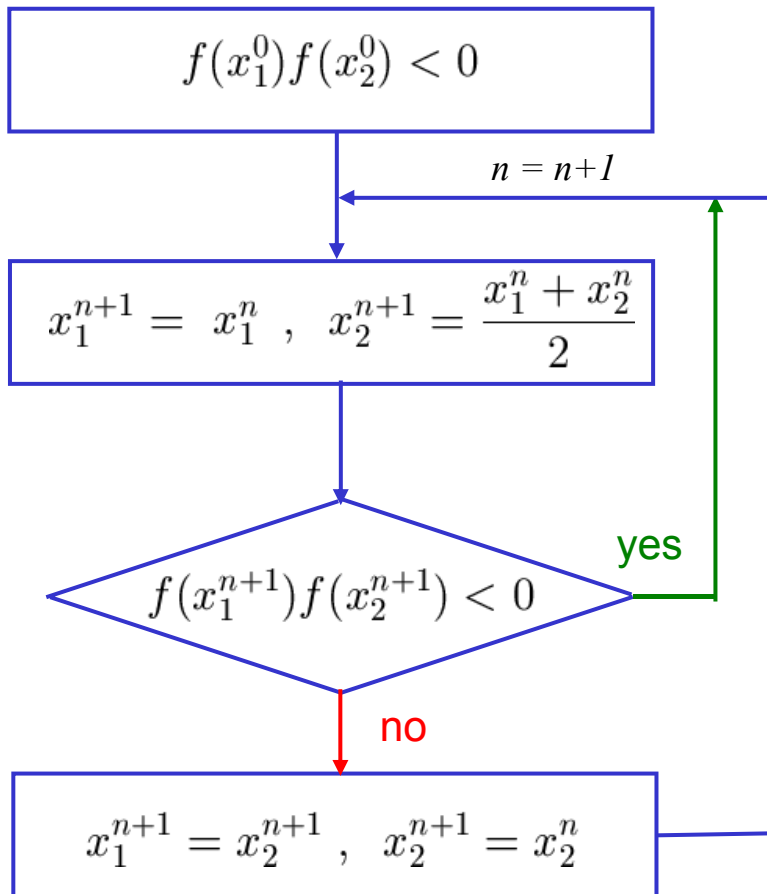 $f(x_1^0)f(x_2^0) < 0$
$n = n+1$
$x_1^{n+1} = \ x_1^n \ , \ \ x_2^{n+1} = \dfrac{x_1^n + x_2^n}{2}$
yes
$f(x_1^{n+1})f(x_2^{n+1}) < 0$
no
$x_1^{n+1} = x_2^{n+1} \ , \ \ x_2^{n+1} = x_2^n$